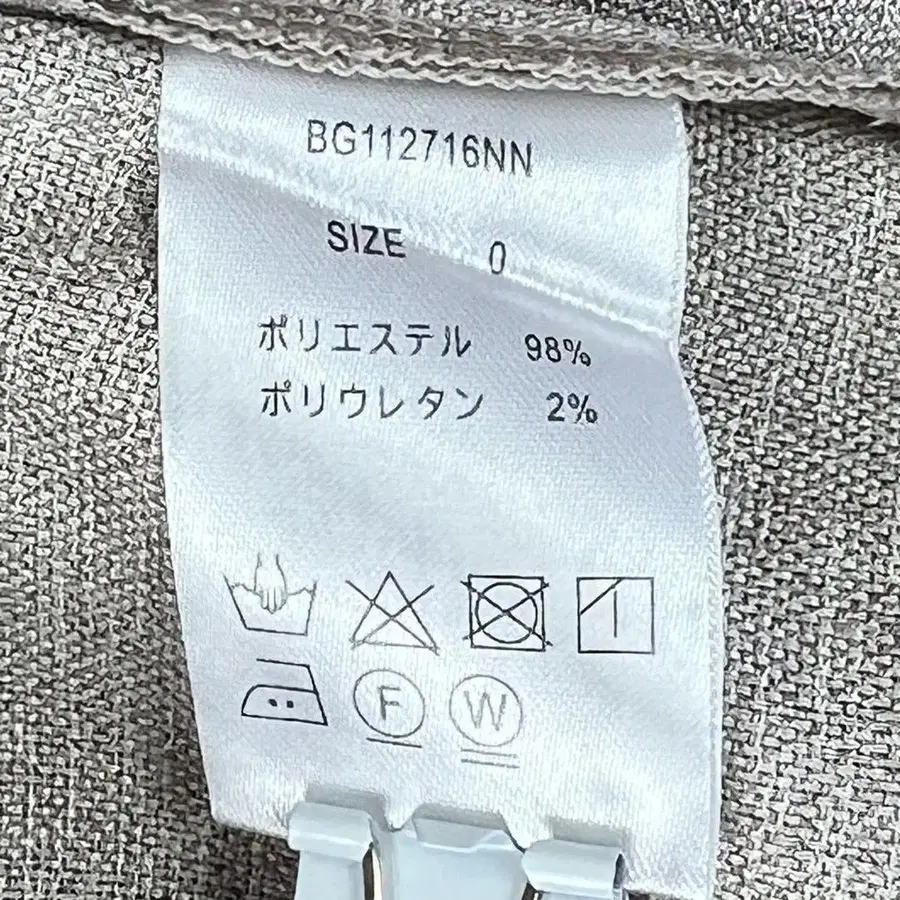 BG112716NN
SIZE 0
ポリエステル 98%
ポリウレタン 2%
F W